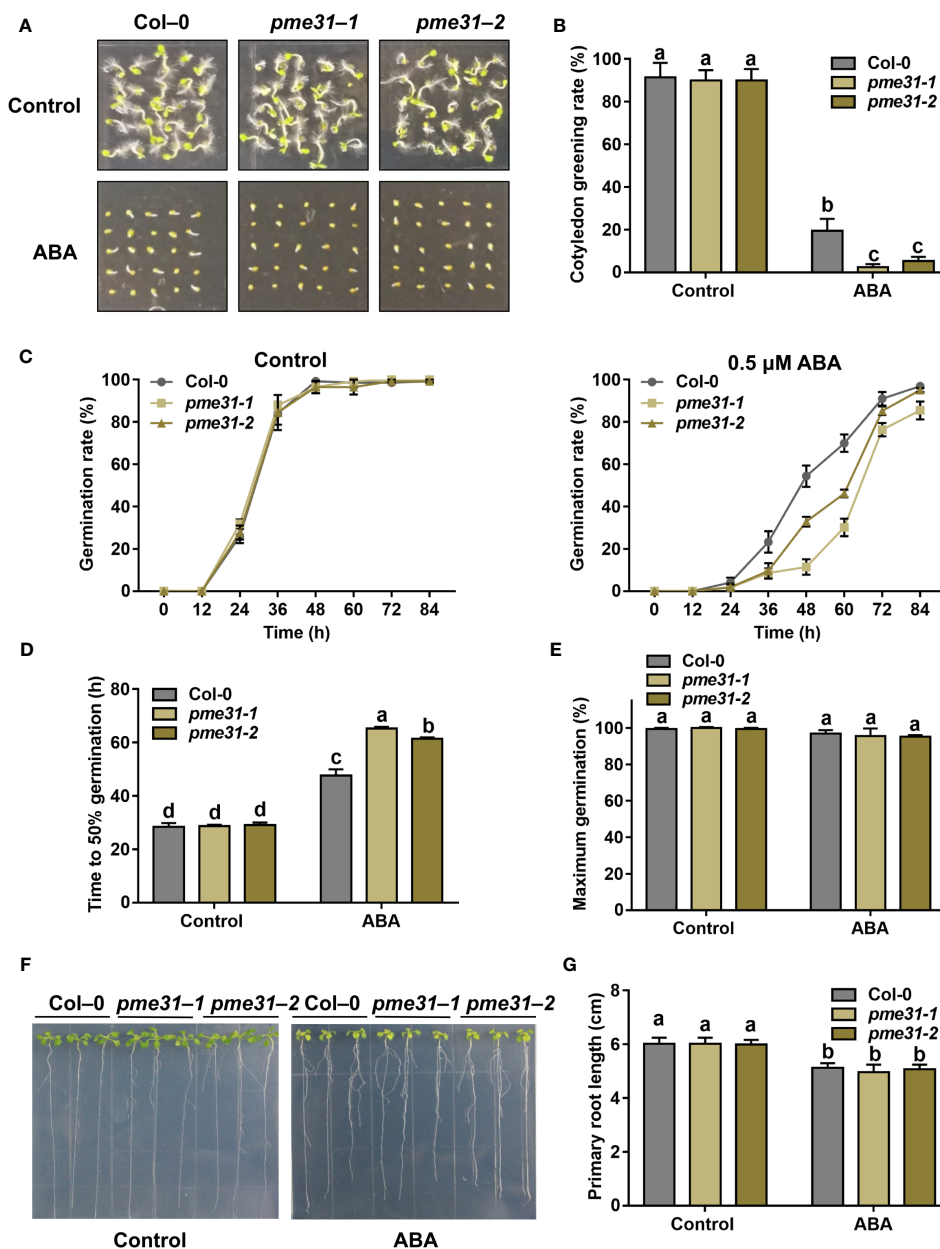 A
Col–0 pme31–1 pme31–2
Control
ABA
B
Cotyledon greening rate (%)
100
80
60
40
20
0
a a a
b
c c
Col-0
pme31-1
pme31-2
Control ABA
C
Control
Germination rate (%)
100
80
60
40
20
0
Col-0
pme31-1
pme31-2
0 12 24 36 48 60 72 84
Time (h)
0.5 μM ABA
Germination rate (%)
100
80
60
40
20
0
Col-0
pme31-1
pme31-2
0 12 24 36 48 60 72 84
Time (h)
D
Time to 50% germination (h)
80
60
40
20
0
Col-0
pme31-1
pme31-2
d d d
c a b
Control ABA
E
Maximum germination (%)
100
80
60
40
20
0
Col-0
pme31-1
pme31-2
a a a
a a a
Control ABA
F
Col–0 pme31–1 pme31–2 Col–0 pme31–1 pme31–2
Control ABA
G
Primary root length (cm)
8
6
4
2
0
Col-0
pme31-1
pme31-2
a a a
b b b
Control ABA